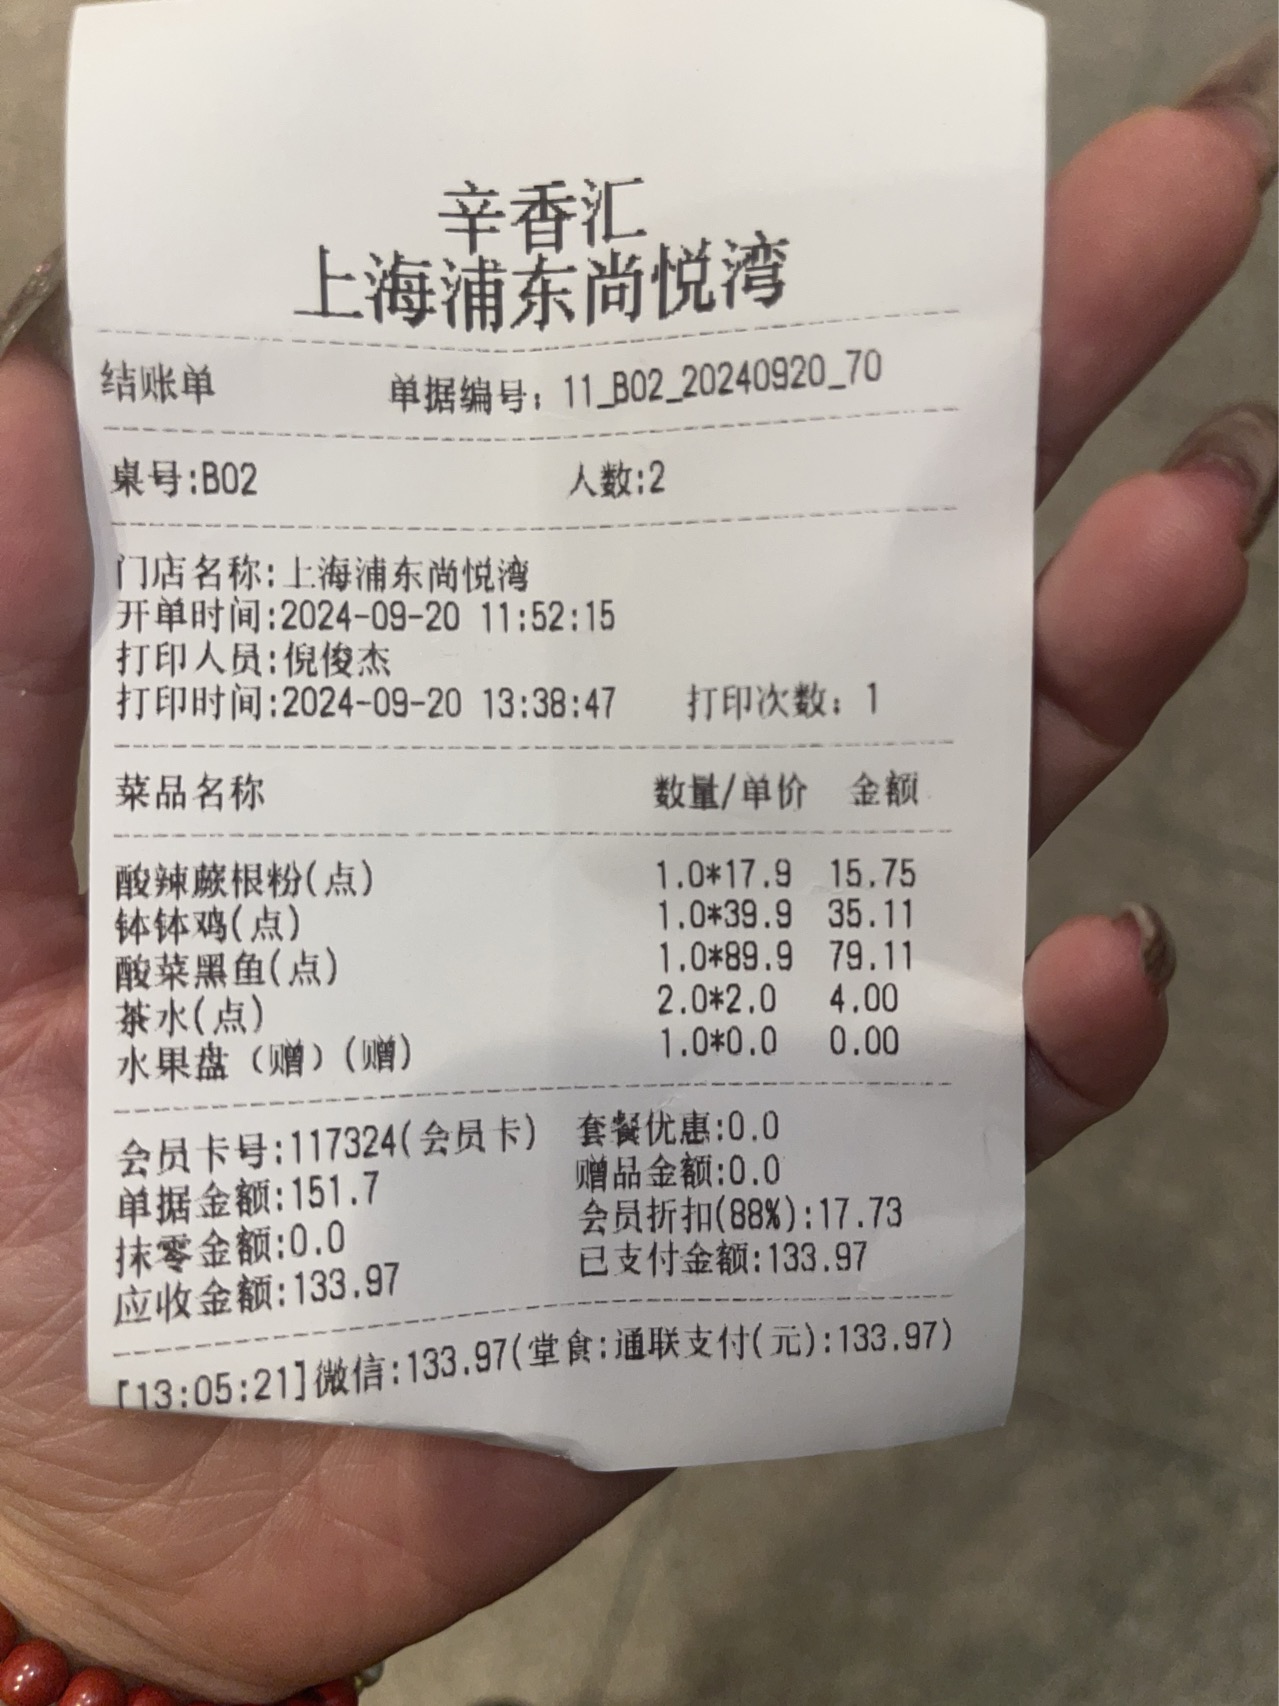 辛香汇
上海浦东尚悦湾
结账单 单据编号：11_B02_20240920_70
桌号:B02 人数:2
门店名称:上海浦东尚悦湾
开单时间:2024-09-20 11:52:15
打印人员:倪俊杰
打印时间:2024-09-20 13:38:47 打印次数：1
菜品名称 数量/单价 金额
酸辣蕨根粉(点) 1.0*17.9 15.75
钵钵鸡(点) 1.0*39.9 35.11
酸菜黑鱼(点) 1.0*89.9 79.11
茶水(点) 2.0*2.0 4.00
水果盘（赠）(赠) 1.0*0.0 0.00
会员卡号:117324(会员卡) 套餐优惠:0.0
单据金额:151.7 赠品金额:0.0
抹零金额:0.0 会员折扣(88%):17.73
应收金额:133.97 已支付金额:133.97
[13:05:21]微信:133.97(堂食:通联支付(元):133.97)